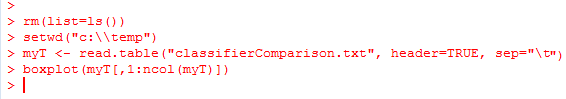 >
> rm(list=ls())
> setwd("c:\\temp")
> myT <- read.table("classifierComparison.txt", header=TRUE, sep="\t")
> boxplot(myT[,1:ncol(myT)])
>